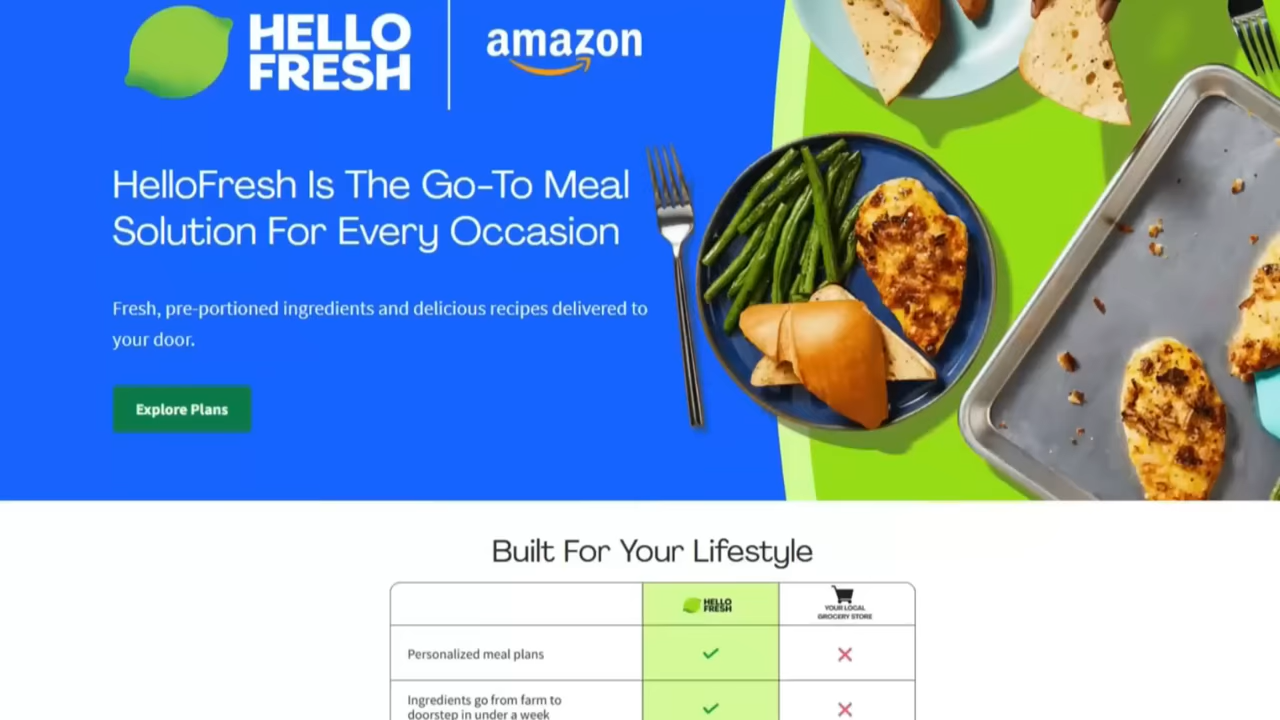 HELLO
FRESH
amazon
HelloFresh Is The Go-To Meal
Solution For Every Occasion
Fresh, pre-portioned ingredients and delicious recipes delivered to
your door.
Explore Plans
Built For Your Lifestyle
HELLO
FRESH
YOUR LOCAL
GROCERY STORE
Personalized meal plans
Ingredients go from farm to
doorstep in under a week